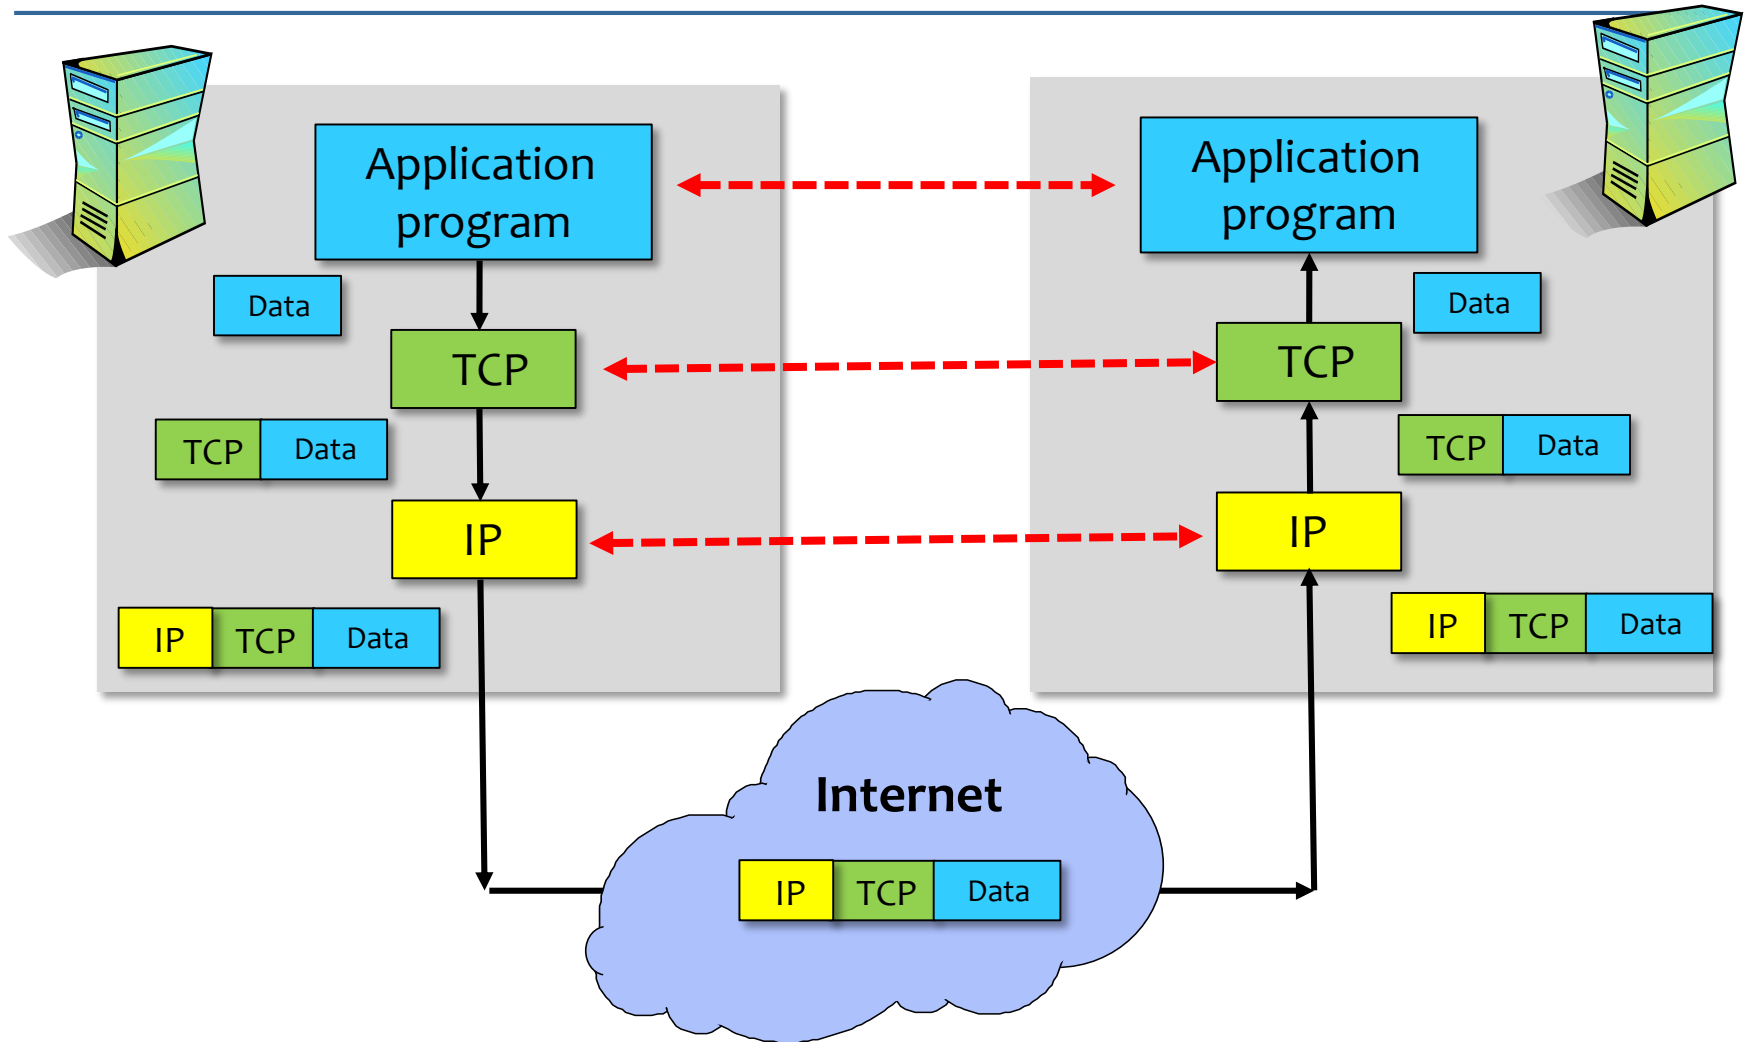 Application
program
Data
TCP
TCP Data
IP
IP TCP Data
Application
program
Data
TCP
TCP Data
IP
IP TCP Data
Internet
IP TCP Data